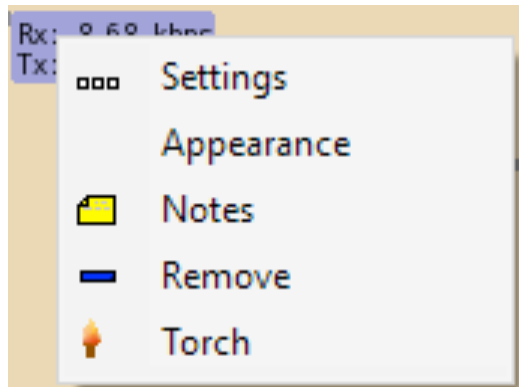 Rx: 8.68 kbps
Tx:
Settings
Appearance
Notes
Remove
Torch